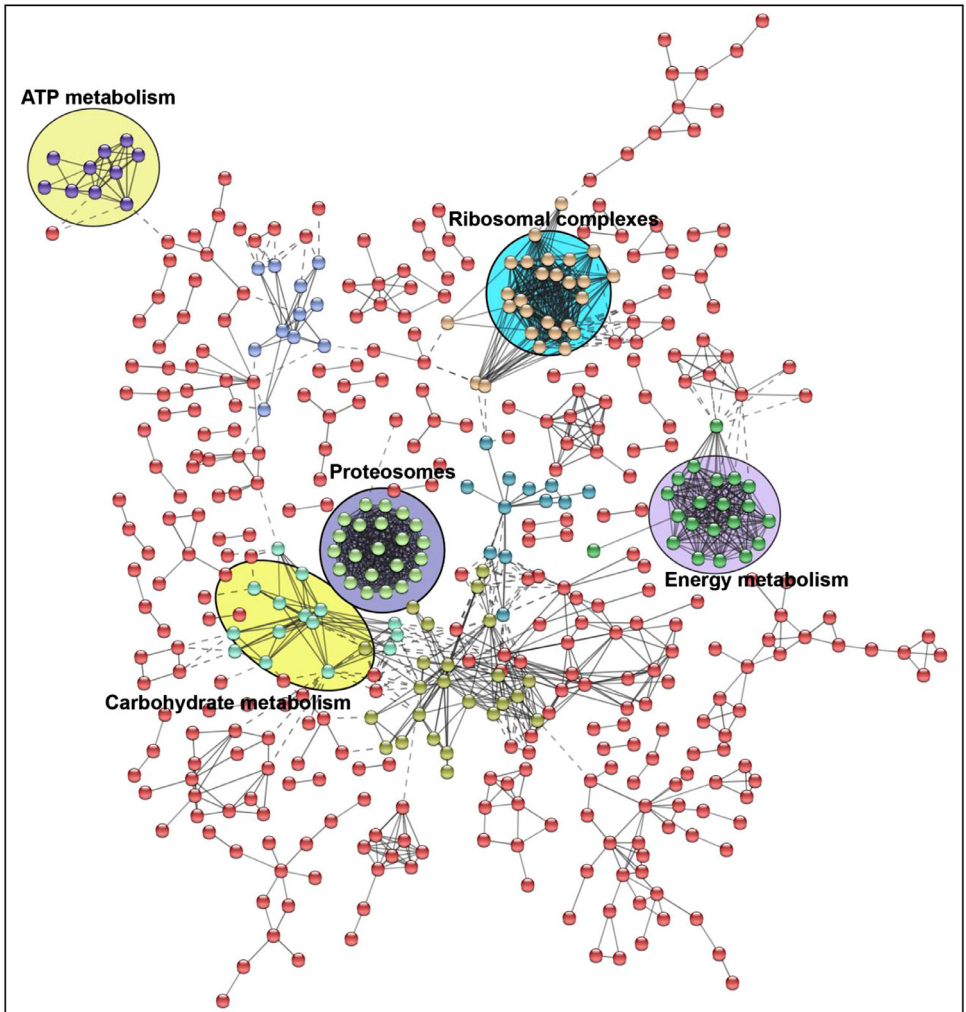 ATP metabolism
Ribosomal complexes
Proteosomes
Energy metabolism
Carbohydrate metabolism